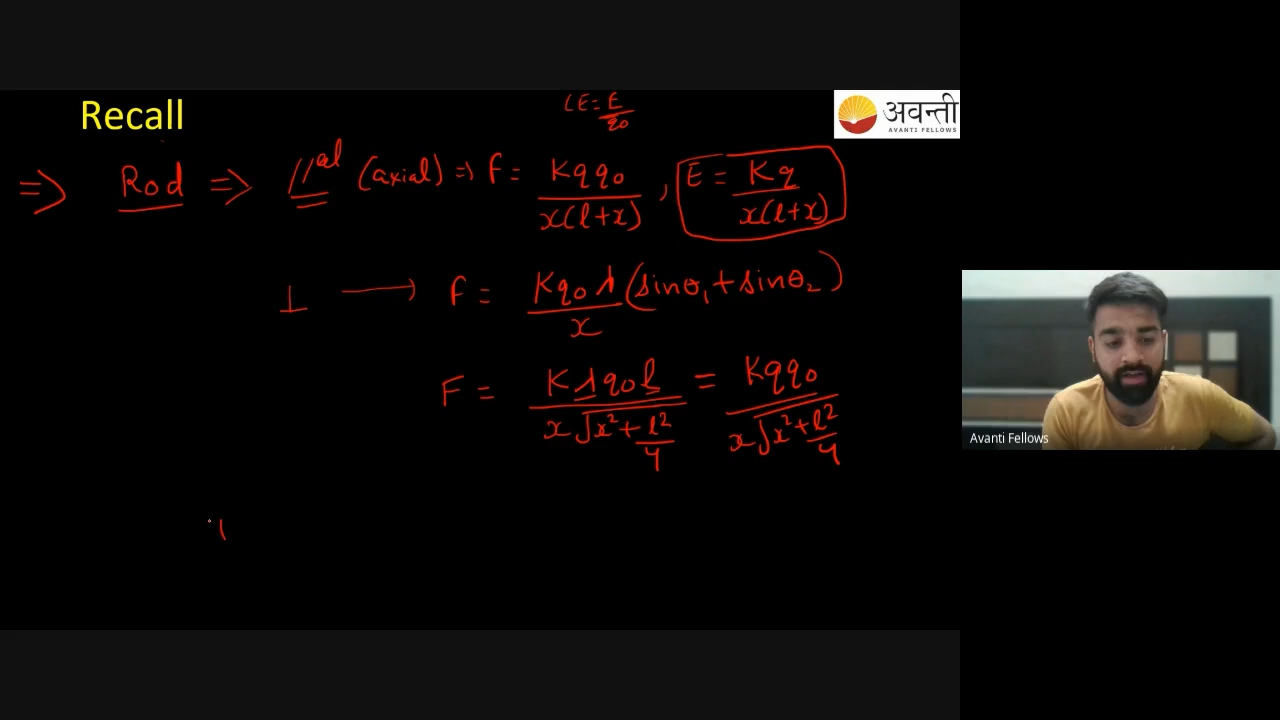 Recall
(E = E/q0
अवन्ती
AVANTI FELLOWS
=> Rod => //al (axial) => F = Kqq0/x(l+x) , E = Kq/x(l+x)
⊥ → F = Kq0λ/x (sinθ1 + sinθ2)
F = Kλq0l/x√x²+l²/4 = Kqq0/x√x²+l²/4
Avanti Fellows